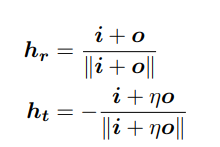 h_r = (i + o) / ‖i + o‖
h_t = − (i + ηo) / ‖i + ηo‖